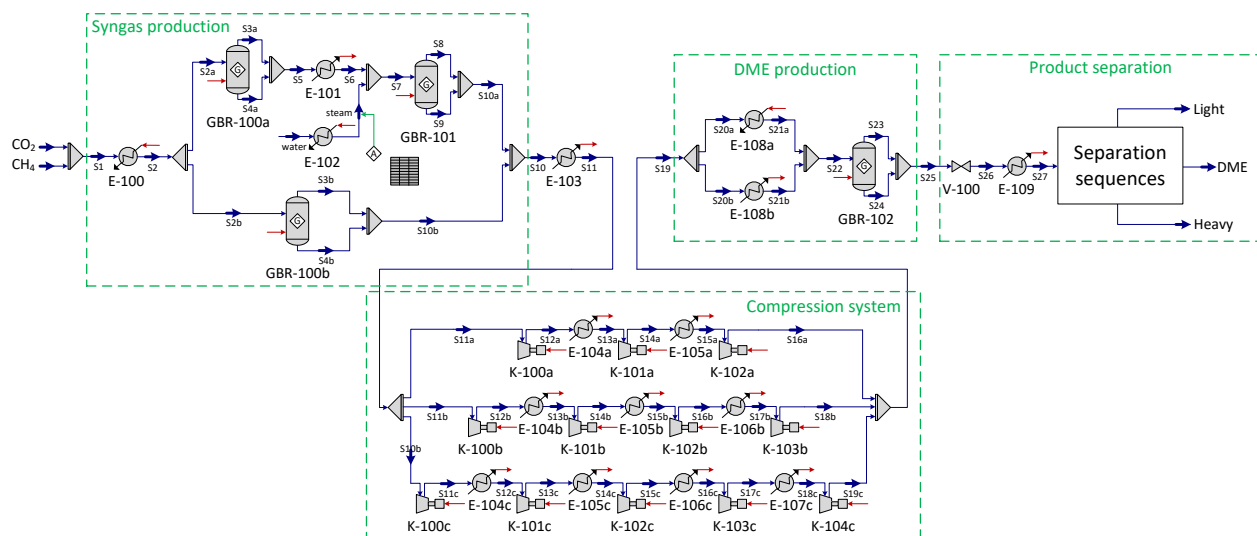 Syngas production
S3a
S8
S2a
G
S5
S6
S7
G
S10a
E-101
S4a
S9
GBR-100a
steam
GBR-101
water
E-102
A
CO2
CH4
S1
S2
E-100
S3b
G
S2b
S4b
GBR-100b
S10b
S10
S11
E-103
DME production
S20a
S21a
E-108a
S23
S19
S22
G
S25
S20b
S21b
E-108b
S24
GBR-102
Product separation
Light
S26
S27
V-100
E-109
Separation
sequences
DME
Heavy
Compression system
S11a
S12a
S13a
S14a
S15a
S16a
E-104a
E-105a
K-100a
K-101a
K-102a
S11b
S12b
S13b
S14b
S15b
S16b
S17b
S18b
E-104b
E-105b
E-106b
K-100b
K-101b
K-102b
K-103b
S10b
S11c
S12c
S13c
S14c
S15c
S16c
S17c
S18c
S19c
E-104c
E-105c
E-106c
E-107c
K-100c
K-101c
K-102c
K-103c
K-104c